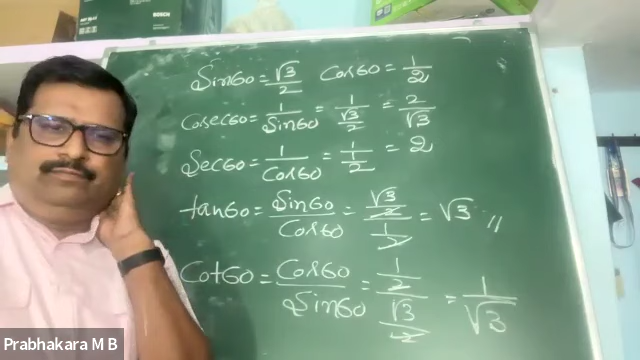 BOSCH
Sin60 = √3/2 Cos60 = 1/2
Cosec60 = 1/Sin60 = 1/(√3/2) = 2/√3
Sec60 = 1/Cos60 = 1/(1/2) = 2
tan60 = Sin60/Cos60 = (√3/2)/(1/2) = √3 //
Cot60 = Cos60/Sin60 = (1/2)/(√3/2) = 1/√3
Prabhakara M B